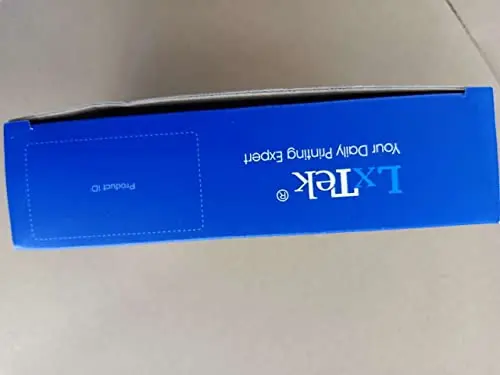 LxTek®
Your Daily Printing Expert
Product ID: